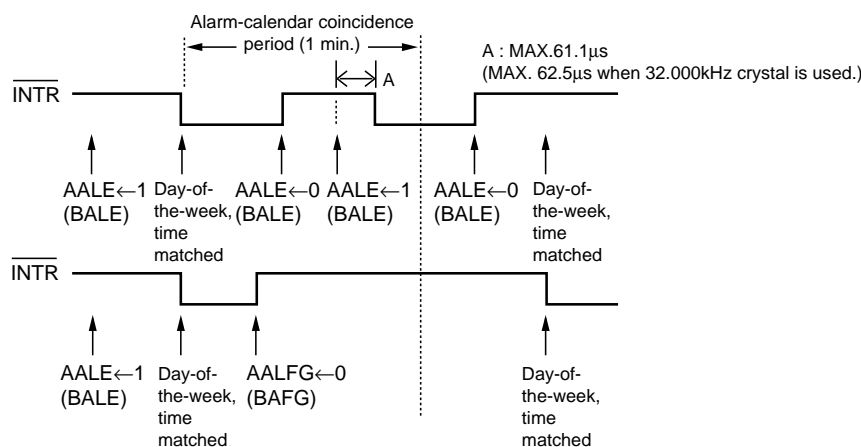 Alarm-calendar coincidence
period (1 min.)
A : MAX.61.1μs
(MAX. 62.5μs when 32.000kHz crystal is used.)
A
INTR
AALE←1
(BALE)
Day-of-
the-week,
time
matched
AALE←0
(BALE)
AALE←1
(BALE)
AALE←0
(BALE)
Day-of-
the-week,
time
matched
INTR
AALE←1
(BALE)
Day-of-
the-week,
time
matched
AALFG←0
(BAFG)
Day-of-
the-week,
time
matched